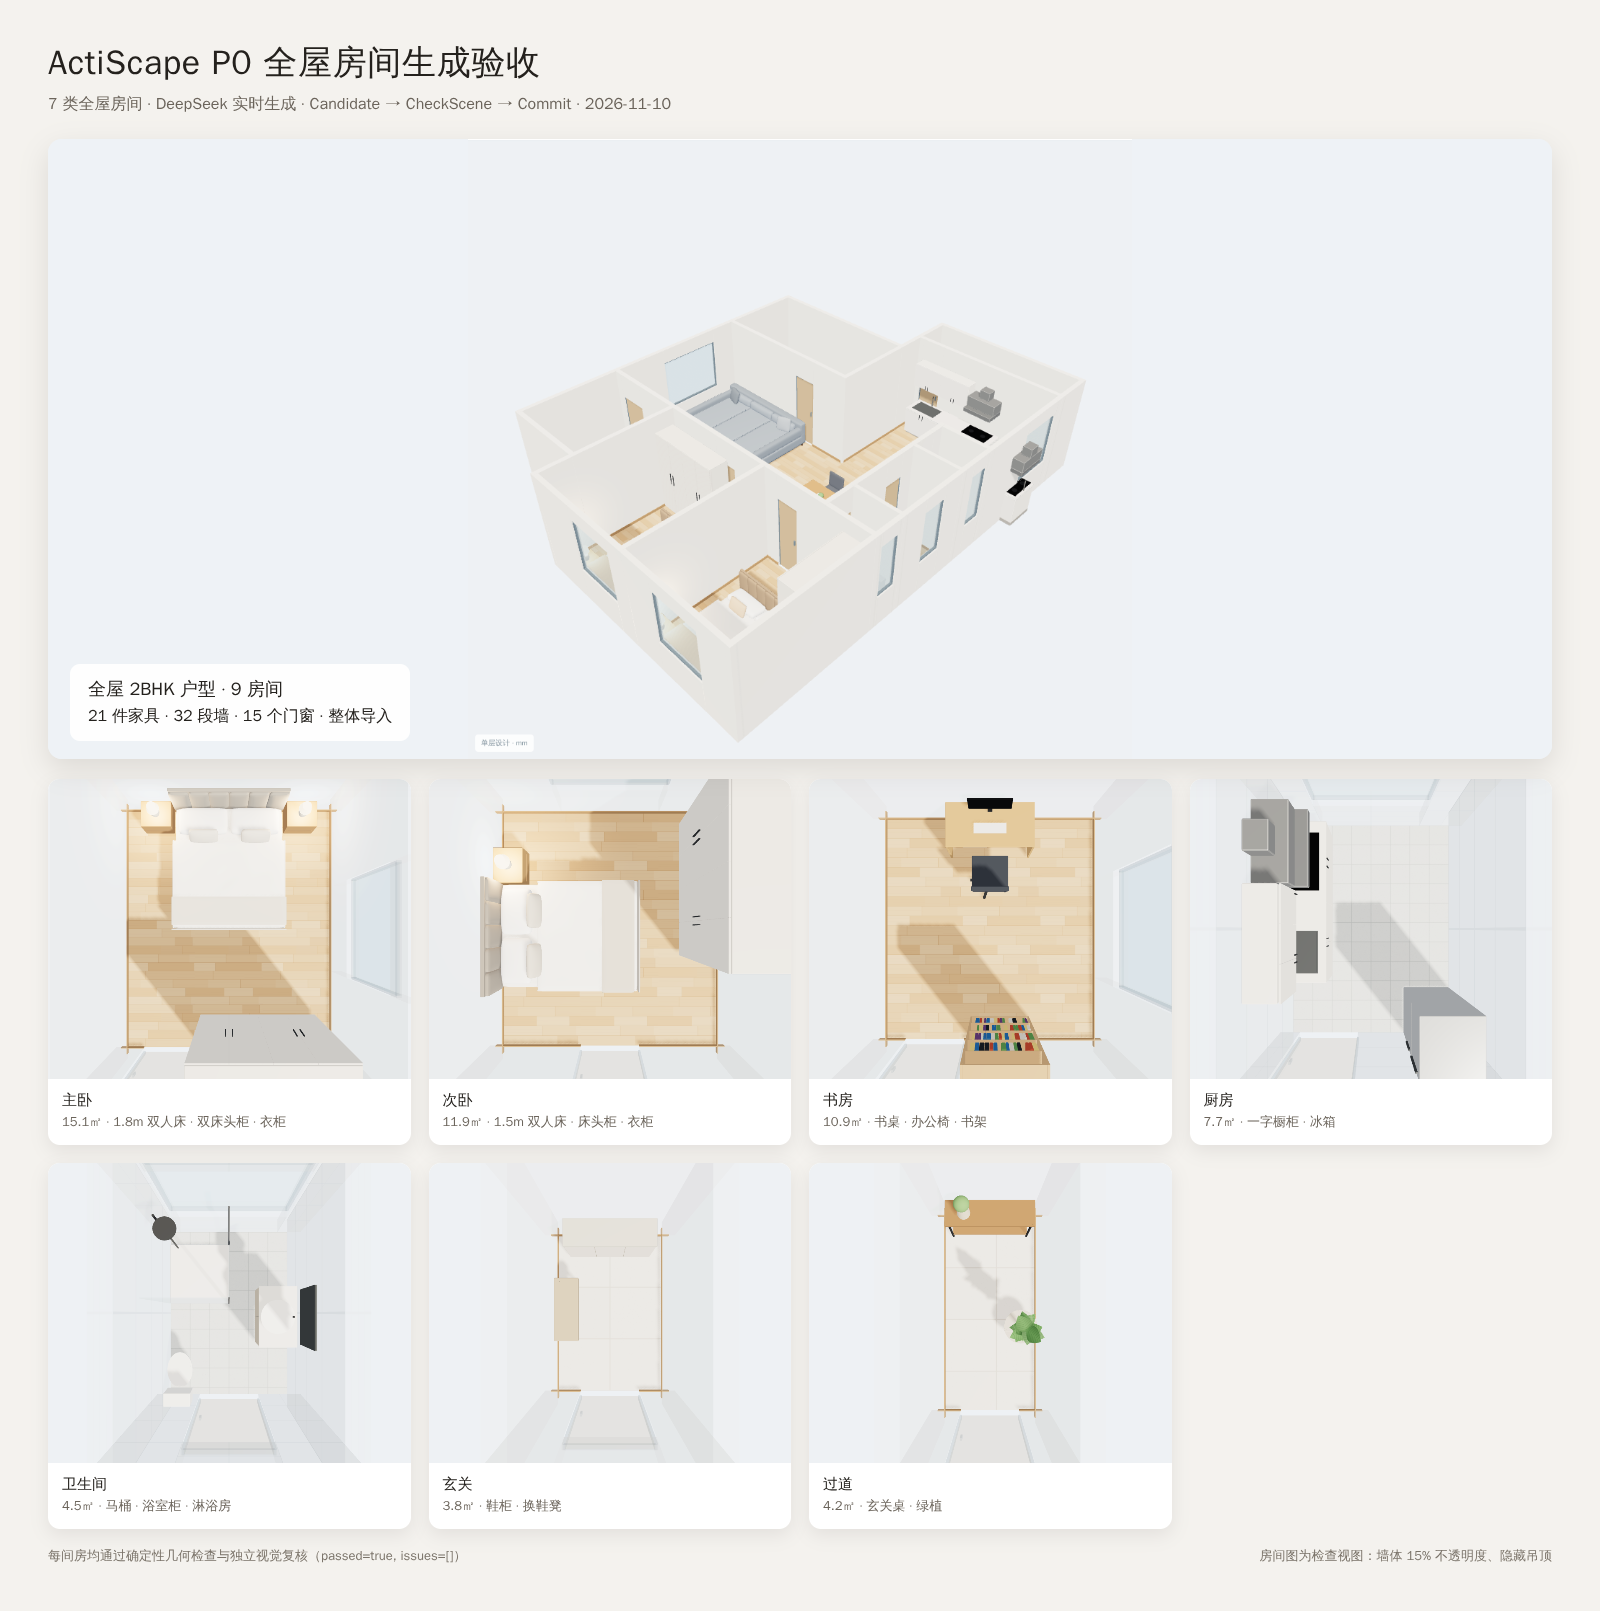 ActiScape P0 全屋房间生成验收
7 类全屋房间 · DeepSeek 实时生成 · Candidate → CheckScene → Commit · 2026-11-10
全屋 2BHK 户型 · 9 房间
21 件家具 · 32 段墙 · 15 个门窗 · 整体导入
单层设计 · mm
主卧
15.1㎡ · 1.8m 双人床 · 双床头柜 · 衣柜
次卧
11.9㎡ · 1.5m 双人床 · 床头柜 · 衣柜
书房
10.9㎡ · 书桌 · 办公椅 · 书架
厨房
7.7㎡ · 一字橱柜 · 冰箱
卫生间
4.5㎡ · 马桶 · 浴室柜 · 淋浴房
玄关
3.8㎡ · 鞋柜 · 换鞋凳
过道
4.2㎡ · 玄关桌 · 绿植
每间房均通过确定性几何检查与独立视觉复核（passed=true, issues=[]）
房间图为检查视图：墙体 15% 不透明度、隐藏吊顶